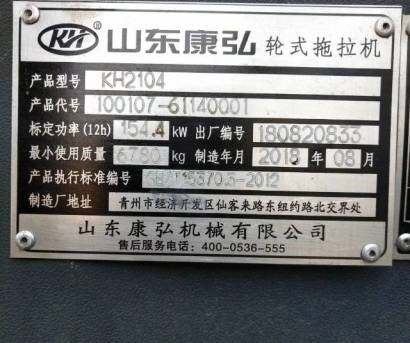 KH® 山东康弘 轮式拖拉机
产品型号 KH2104
产品代号 100107-61140001
标定功率(12h) 154.4 kW 出厂编号 180820833
最小使用质量 6780 kg 制造年月 2018 年 08 月
产品执行标准编号 15370.5-2012
制造厂地址 青州市经济开发区仙客来路东纽约路北交界处
山东康弘机械有限公司
售后服务电话：400-0536-555